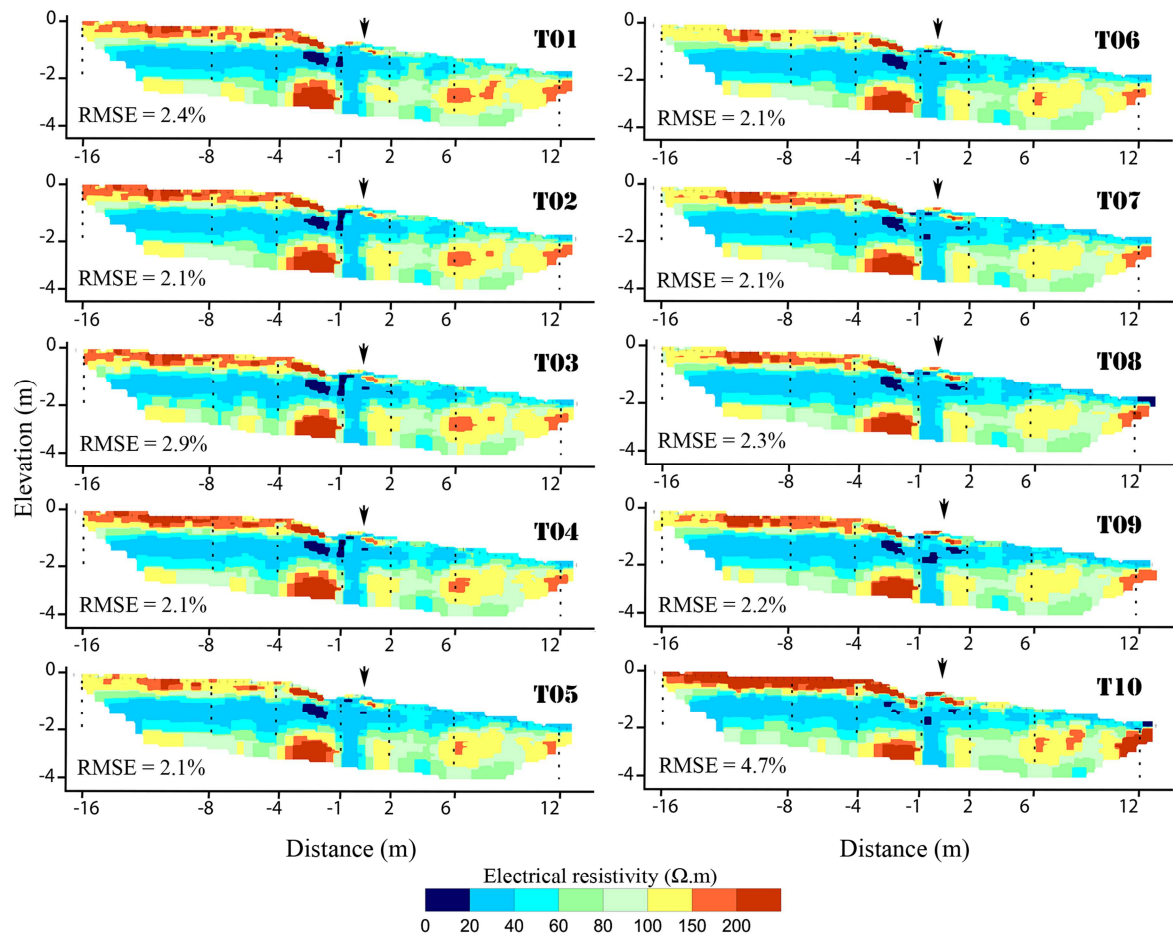 0
-2
-4
T01
RMSE = 2.4%
-16 -8 -4 -1 2 6 12
0
-2
-4
T02
RMSE = 2.1%
-16 -8 -4 -1 2 6 12
0
-2
-4
T03
RMSE = 2.9%
-16 -8 -4 -1 2 6 12
0
-2
-4
T04
RMSE = 2.1%
-16 -8 -4 -1 2 6 12
0
-2
-4
T05
RMSE = 2.1%
-16 -8 -4 -1 2 6 12
Elevation (m)
Distance (m)
0
-2
-4
T06
RMSE = 2.1%
-16 -8 -4 -1 2 6 12
0
-2
-4
T07
RMSE = 2.1%
-16 -8 -4 -1 2 6 12
0
-2
-4
T08
RMSE = 2.3%
-16 -8 -4 -1 2 6 12
0
-2
-4
T09
RMSE = 2.2%
-16 -8 -4 -1 2 6 12
0
-2
-4
T10
RMSE = 4.7%
-16 -8 -4 -1 2 6 12
Distance (m)
Electrical resistivity (Ω.m)
0 20 40 60 80 100 150 200